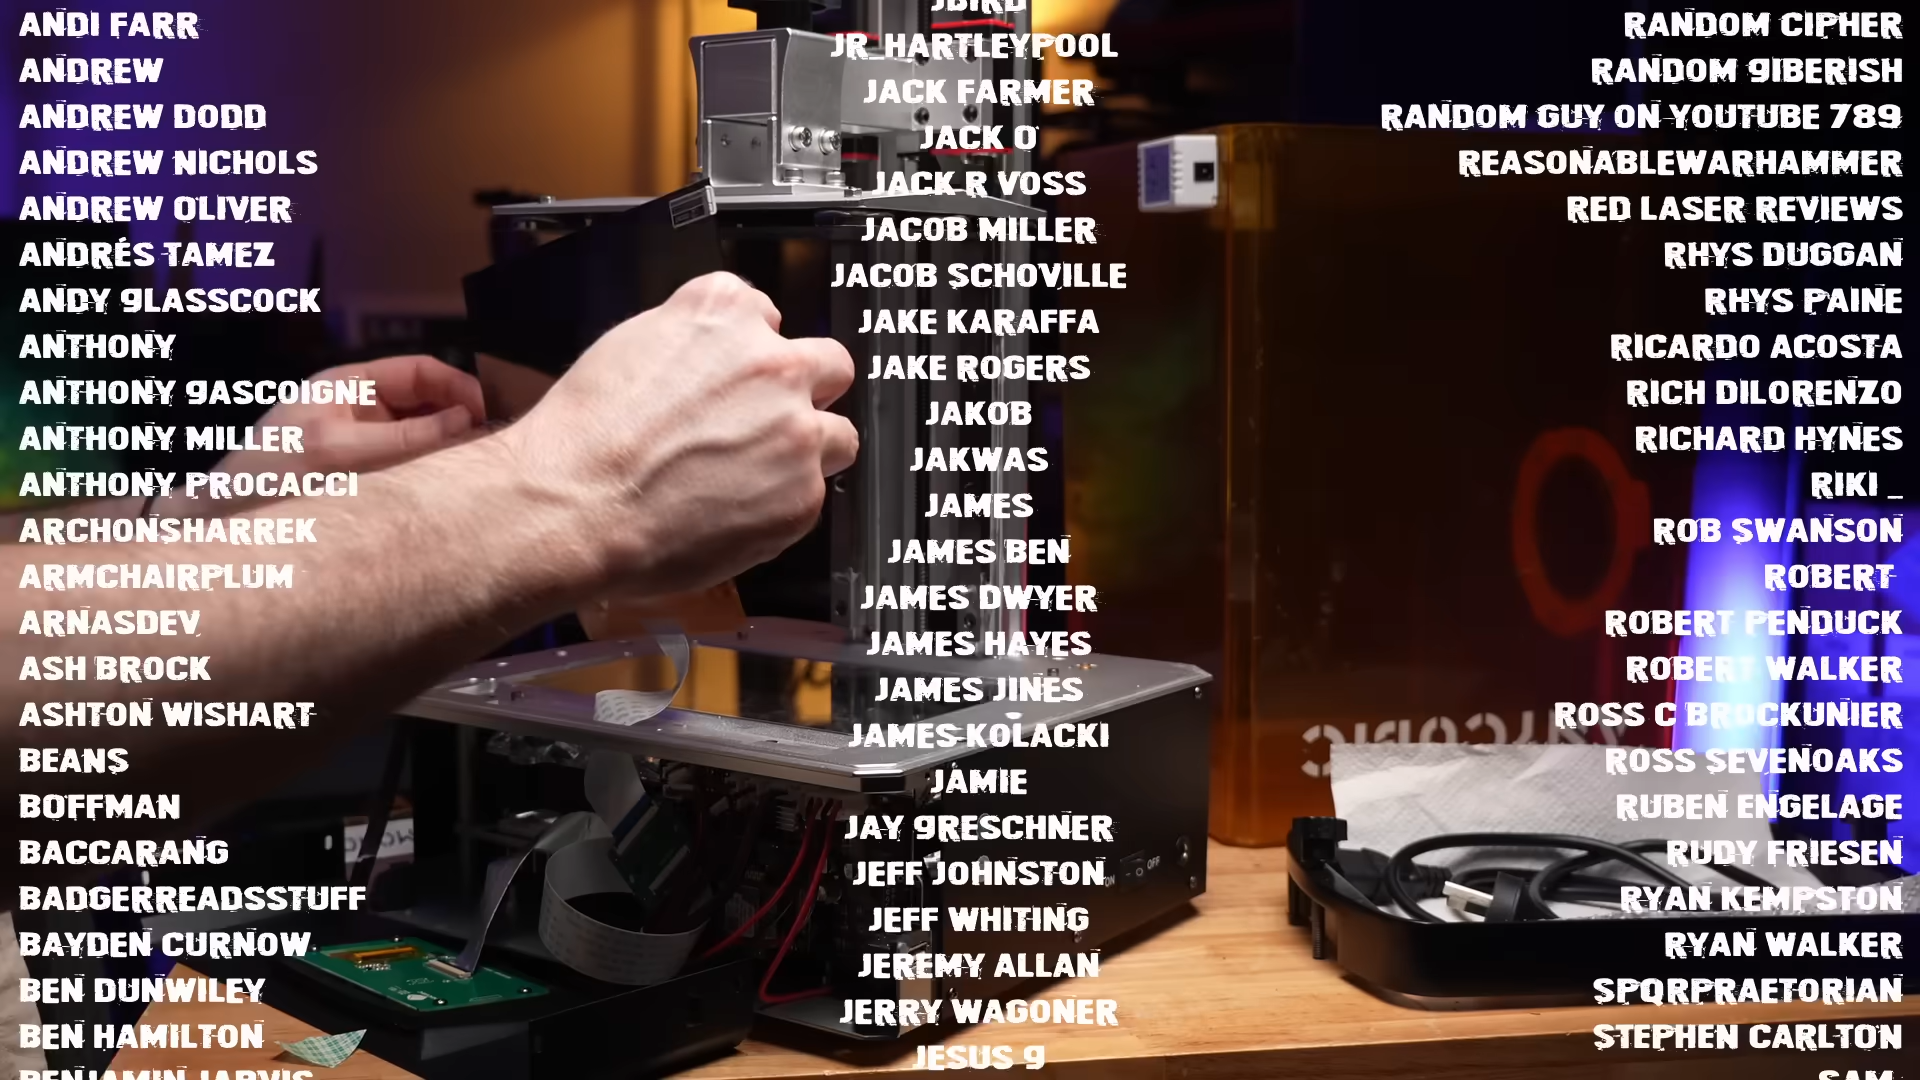 ANDI FARR
ANDREW
ANDREW DODD
ANDREW NICHOLS
ANDREW OLIVER
ANDRÉS TAMEZ
ANDY GLASSCOCK
ANTHONY
ANTHONY GASCOIGNE
ANTHONY MILLER
ANTHONY PROCACCI
ARCHONSHARREK
ARMCHAIRPLUM
ARNASDEV
ASH BROCK
ASHTON WISHART
BEANS
BOFFMAN
BACCARANG
BADGERREADSSTUFF
BAYDEN CURNOW
BEN DUNWILEY
BEN HAMILTON
BENJAMIN JARVIS
JBIRD
JR_HARTLEYPOOL
JACK FARMER
JACK O'
JACK R VOSS
JACOB MILLER
JACOB SCHOVILLE
JAKE KARAFFA
JAKE ROGERS
JAKOB
JAKWAS
JAMES
JAMES BEN
JAMES DWYER
JAMES HAYES
JAMES JINES
JAMES KOLACKI
JAMIE
JAY GRESCHNER
JEFF JOHNSTON
JEFF WHITING
JEREMY ALLAN
JERRY WAGONER
JESUS G
RANDOM CIPHER
RANDOM GIBERISH
RANDOM GUY ON YOUTUBE 789
REASONABLEWARHAMMER
RED LASER REVIEWS
RHYS DUGGAN
RHYS PAINE
RICARDO ACOSTA
RICH DILORENZO
RICHARD HYNES
RIKI _
ROB SWANSON
ROBERT
ROBERT PENDUCK
ROBERT WALKER
ROSS C BROCKUNIER
ROSS SEVENOAKS
RUBEN ENGELAGE
RUDY FRIESEN
RYAN KEMPSTON
RYAN WALKER
SPQRPRAETORIAN
STEPHEN CARLTON
SAM
ON
OFF